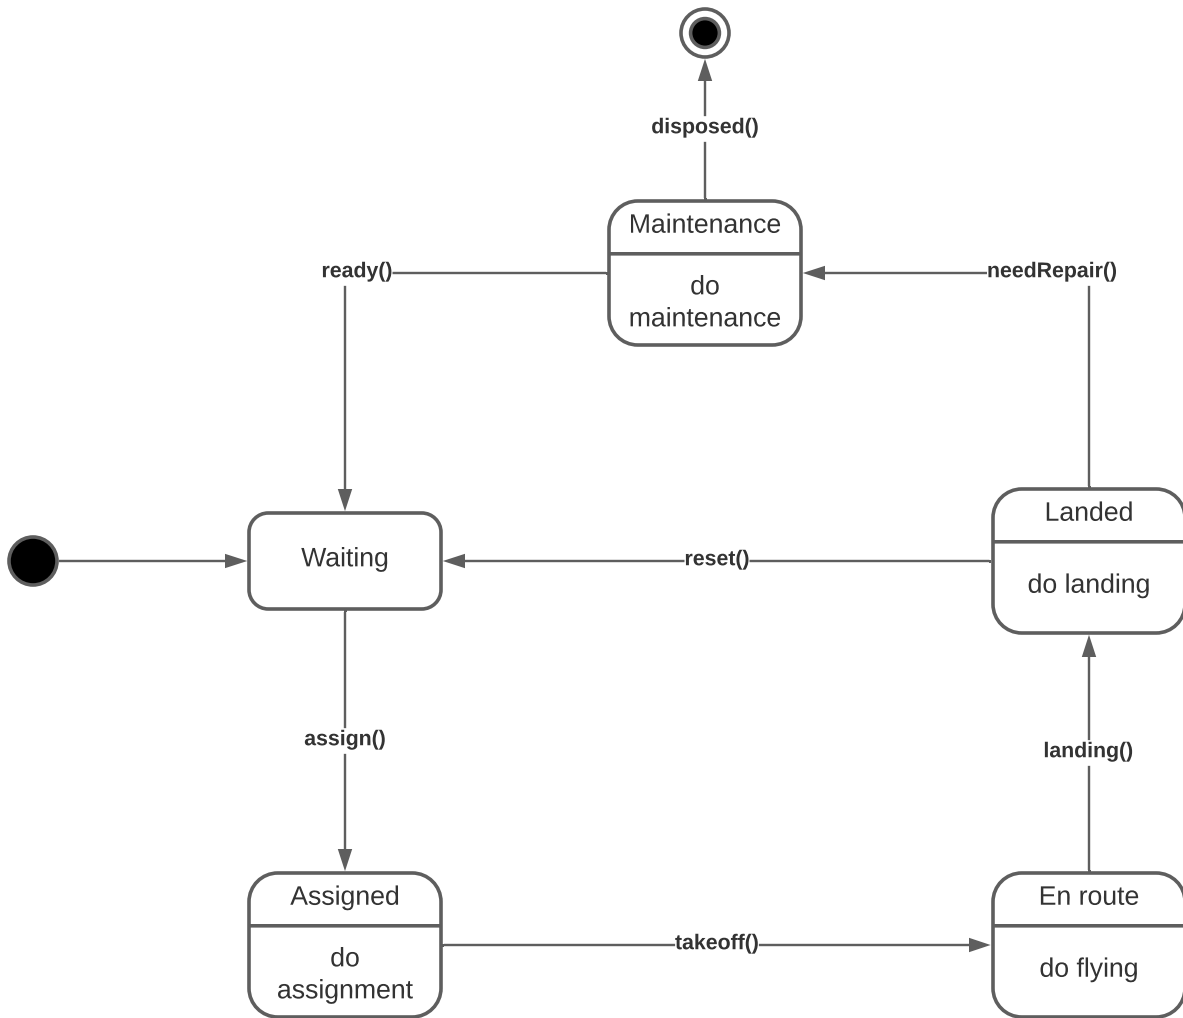 disposed()
Maintenance
do
maintenance
ready()
needRepair()
Waiting
reset()
Landed
do landing
assign()
landing()
Assigned
do
assignment
takeoff()
En route
do flying